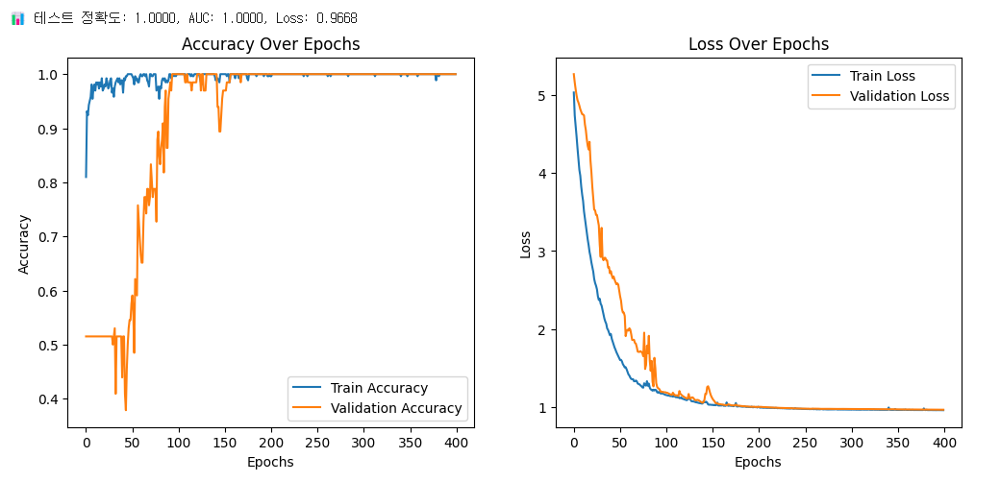 테스트 정확도: 1.0000, AUC: 1.0000, Loss: 0.9668
Accuracy Over Epochs
1.0
0.9
0.8
0.7
0.6
0.5
0.4
Accuracy
0 50 100 150 200 250 300 350 400
Epochs
Train Accuracy
Validation Accuracy
Loss Over Epochs
5
4
3
2
1
Loss
0 50 100 150 200 250 300 350 400
Epochs
Train Loss
Validation Loss